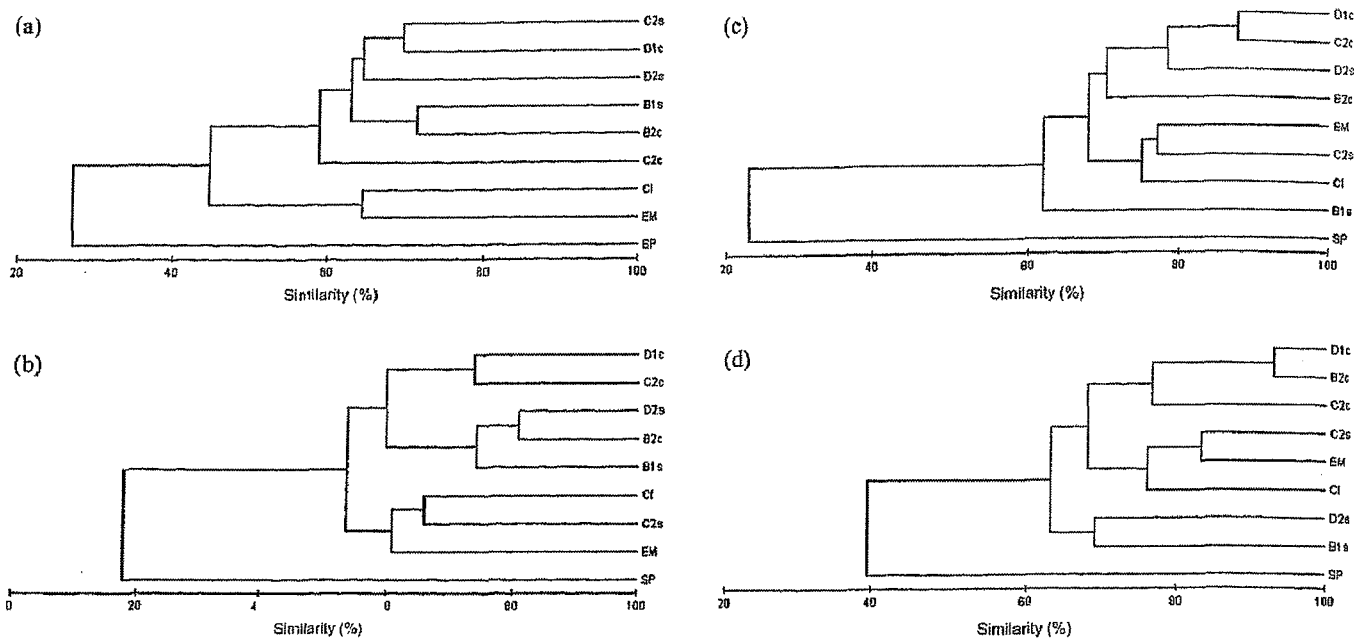 (a)
C2s
D1c
D2s
B1s
B2c
C2c
CI
EM
SP
20 40 60 80 100
Similarity (%)
(b)
D1c
C2c
D2s
B2c
B1s
CI
C2s
EM
SP
0 20 4 80 100
Similarity (%)
(c)
D1c
C2c
D2s
B2c
EM
C2s
CI
B1s
SP
20 40 60 80 100
Similarity (%)
(d)
D1c
B2c
C2c
C2s
EM
CI
D2s
B1s
SP
20 40 60 80 100
Similarity (%)